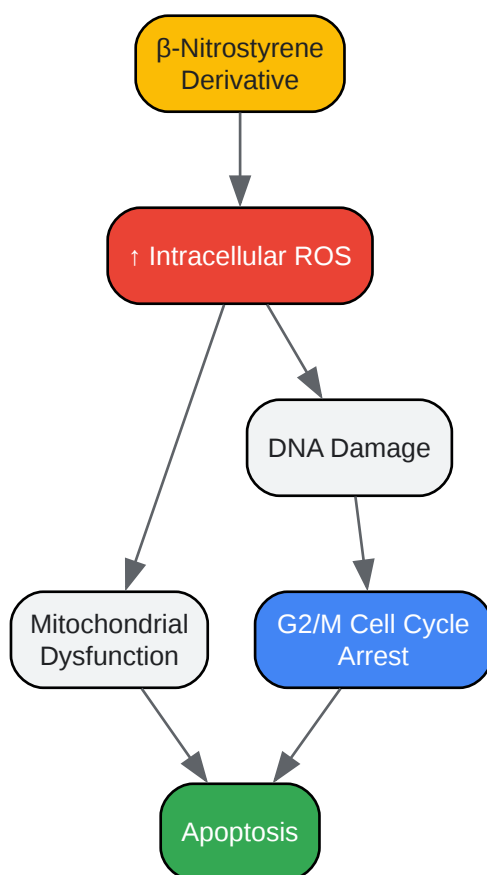 β-Nitrostyrene
Derivative
↑ Intracellular ROS
DNA Damage
Mitochondrial
Dysfunction
G2/M Cell Cycle
Arrest
Apoptosis